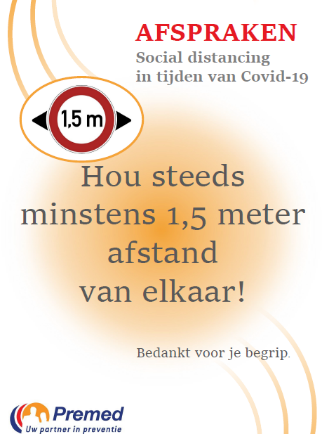 AFSPRAKEN
Social distancing
in tijden van Covid-19
1,5 m
Hou steeds
minstens 1,5 meter
afstand
van elkaar!
Bedankt voor je begrip.
Premed
Uw partner in preventie